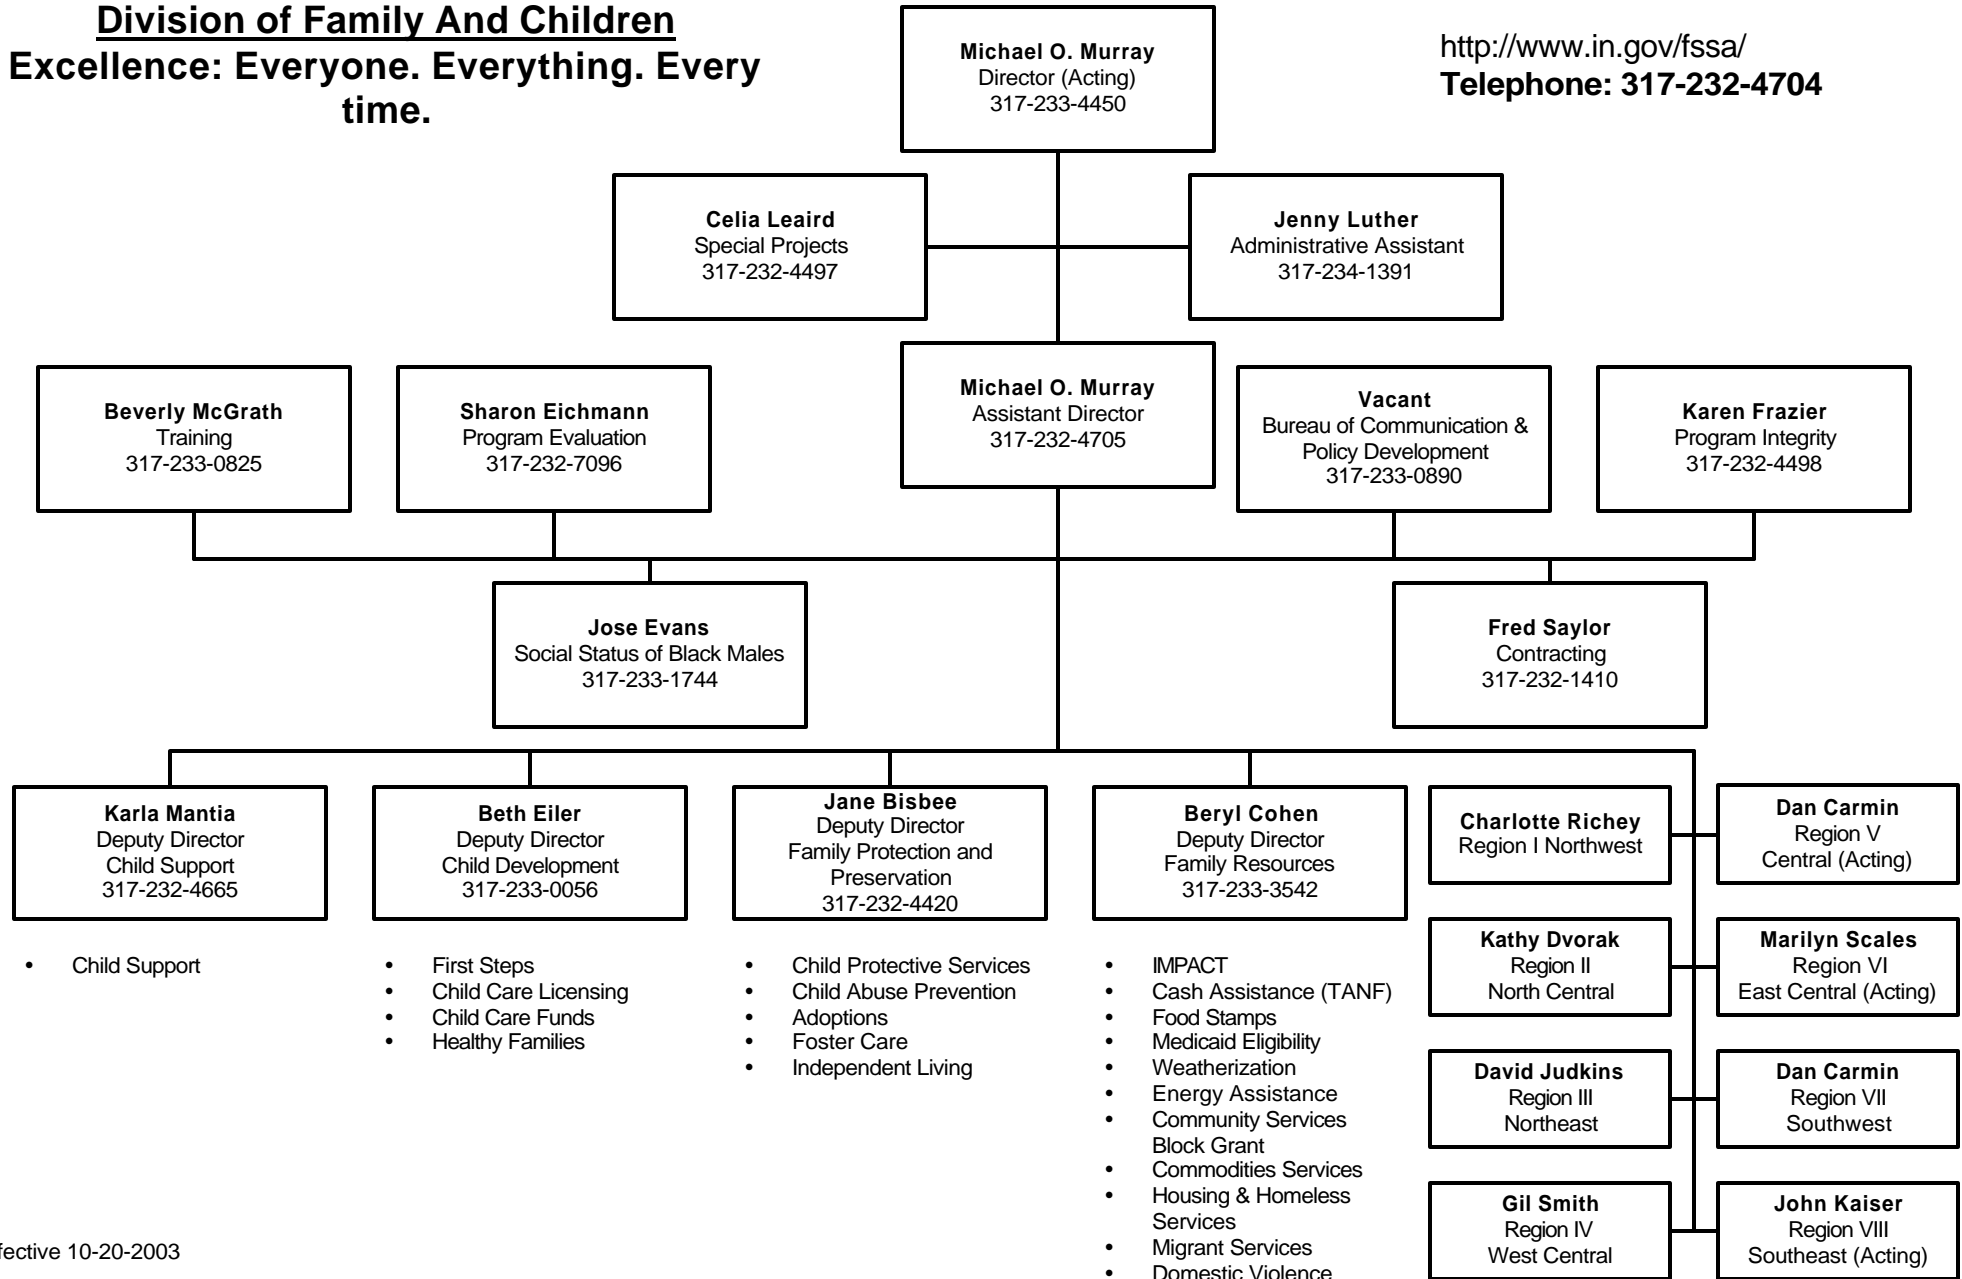 Division of Family And Children
Excellence: Everyone. Everything. Every
time.
Michael O. Murray
Director (Acting)
317-233-4450
http://www.in.gov/fssa/
Telephone: 317-232-4704
Celia Leaird
Special Projects
317-232-4497
Jenny Luther
Administrative Assistant
317-234-1391
Beverly McGrath
Training
317-233-0825
Sharon Eichmann
Program Evaluation
317-232-7096
Michael O. Murray
Assistant Director
317-232-4705
Vacant
Bureau of Communication &
Policy Development
317-233-0890
Karen Frazier
Program Integrity
317-232-4498
Jose Evans
Social Status of Black Males
317-233-1744
Fred Saylor
Contracting
317-232-1410
Karla Mantia
Deputy Director
Child Support
317-232-4665
• Child Support
Beth Eiler
Deputy Director
Child Development
317-233-0056
• First Steps
• Child Care Licensing
• Child Care Funds
• Healthy Families
Jane Bisbee
Deputy Director
Family Protection and
Preservation
317-232-4420
• Child Protective Services
• Child Abuse Prevention
• Adoptions
• Foster Care
• Independent Living
Beryl Cohen
Deputy Director
Family Resources
317-233-3542
• IMPACT
• Cash Assistance (TANF)
• Food Stamps
• Medicaid Eligibility
• Weatherization
• Energy Assistance
• Community Services
Block Grant
• Commodities Services
• Housing & Homeless
Services
• Migrant Services
• Domestic Violence
Charlotte Richey
Region I Northwest
Dan Carmin
Region V
Central (Acting)
Kathy Dvorak
Region II
North Central
Marilyn Scales
Region VI
East Central (Acting)
David Judkins
Region III
Northeast
Dan Carmin
Region VII
Southwest
Gil Smith
Region IV
West Central
John Kaiser
Region VIII
Southeast (Acting)
fective 10-20-2003